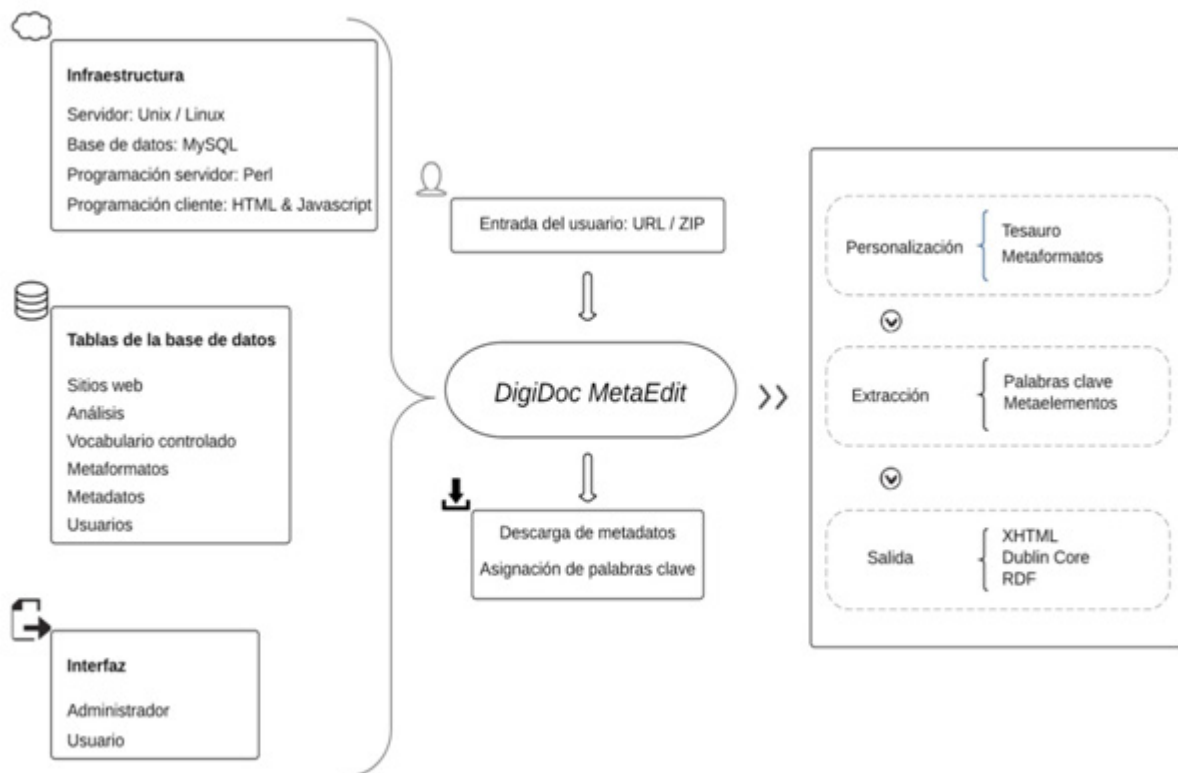 Infraestructura
Servidor: Unix / Linux
Base de datos: MySQL
Programación servidor: Perl
Programación cliente: HTML & Javascript
Tablas de la base de datos
Sitios web
Análisis
Vocabulario controlado
Metaformatos
Metadatos
Usuarios
Interfaz
Administrador
Usuario
Entrada del usuario: URL / ZIP
DigiDoc MetaEdit
Descarga de metadatos
Asignación de palabras clave
Personalización
Tesauro
Metaformatos
Extracción
Palabras clave
Metaelementos
Salida
XHTML
Dublin Core
RDF